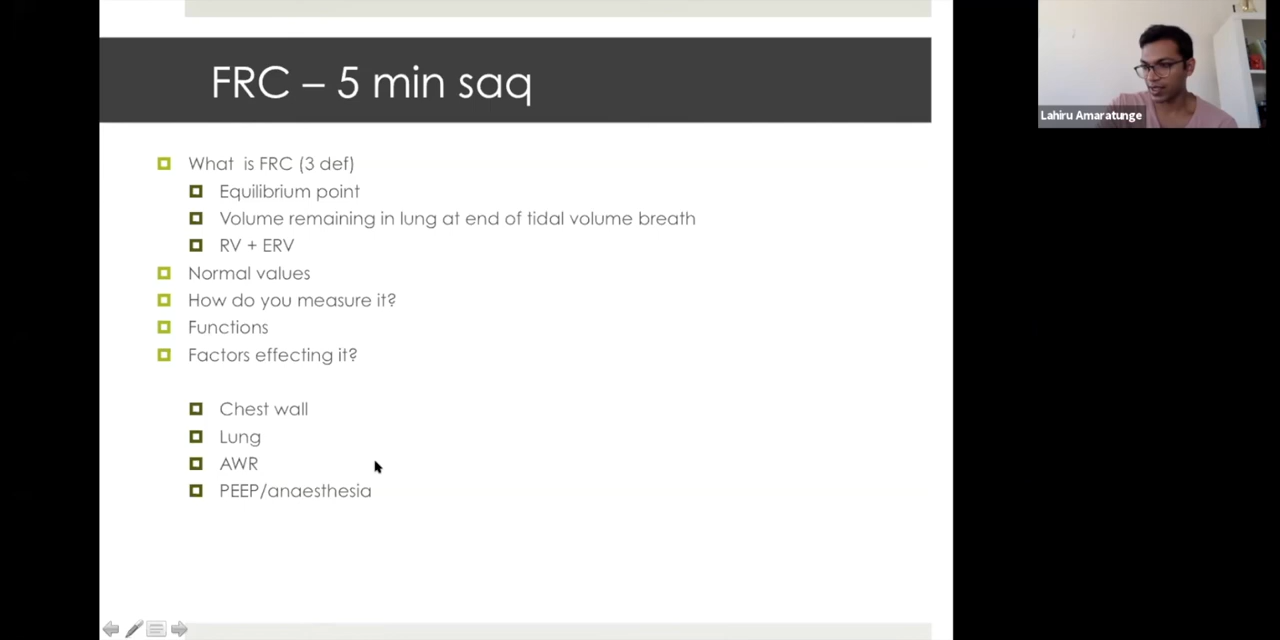 FRC – 5 min saq
Lahiru Amaratunge
What is FRC (3 def)
Equilibrium point
Volume remaining in lung at end of tidal volume breath
RV + ERV
Normal values
How do you measure it?
Functions
Factors effecting it?
Chest wall
Lung
AWR
PEEP/anaesthesia